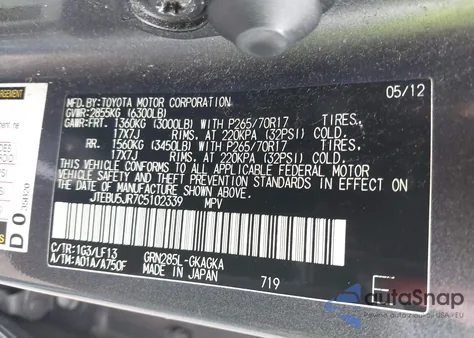 MFD. BY: TOYOTA MOTOR CORPORATION 05/12
GVWR: 2855KG (6300LB)
GAWR: FRT. 1360KG (3000LB) WITH P265/70R17 TIRES.
17X7J RIMS. AT 220KPA (32PSI) COLD.
RR. 1560KG (3450LB) WITH P265/70R17 TIRES.
17X7J RIMS. AT 220KPA (32PSI) COLD.
THIS VEHICLE CONFORMS TO ALL APPLICABLE FEDERAL MOTOR
VEHICLE SAFETY AND THEFT PREVENTION STANDARDS IN EFFECT ON
THE DATE OF MANUFACTURE SHOWN ABOVE.
JTEBU5JR7C5102339 MPV
C/TR: 1G3/LF13 GRN285L-GKAGKA
A/TM: A01A/A750F MADE IN JAPAN 719
E
autoSnap